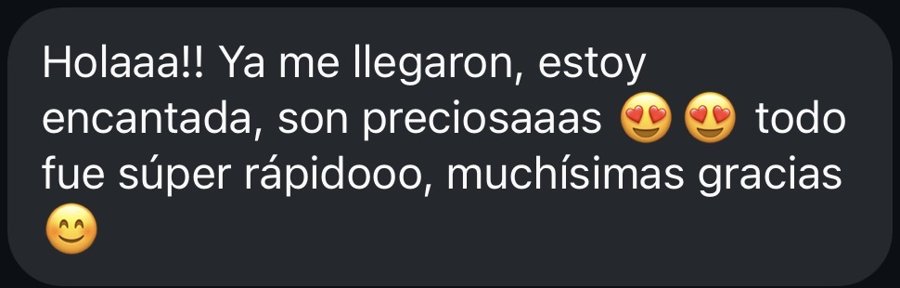 Holaaa!! Ya me llegaron, estoy
encantada, son preciosaaas 😍😍 todo
fue súper rápidooo, muchísimas gracias
😊